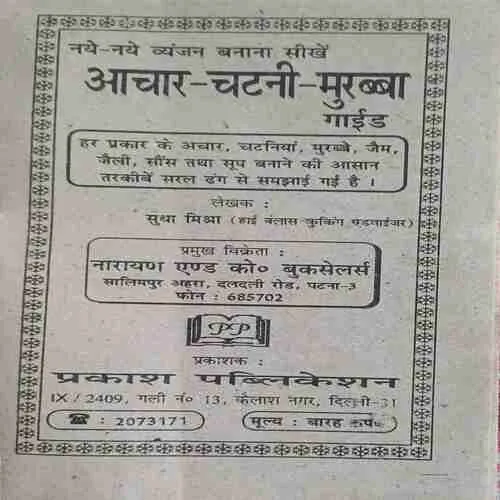 नये-नये व्यंजन बनाना सीखें
आचार-चटनी-मुरब्बा
गाईड
हर प्रकार के अचार, चटनियां, मुरब्बे, जैम,
जैली, सौंस तथा सूप बनाने की आसान
तरकीबें सरल ढंग से समझाई गई है ।
लेखक :
सुधा मिश्रा (हाई क्लास कुकिंग एडवाईजर)
प्रमुख विक्रेता :
नारायण एण्ड को० बुकसेलर्स
सालिमपुर अहरा, दलदली रोड, पटना-3
फोन : 685702
PP
प्रकाशक :
प्रकाश पब्लिकेशन
IX / 2409, गली नं० 13, कैलाश नगर, दिल्ली-31
☎ : 2073171
मूल्य : बारह रुपये